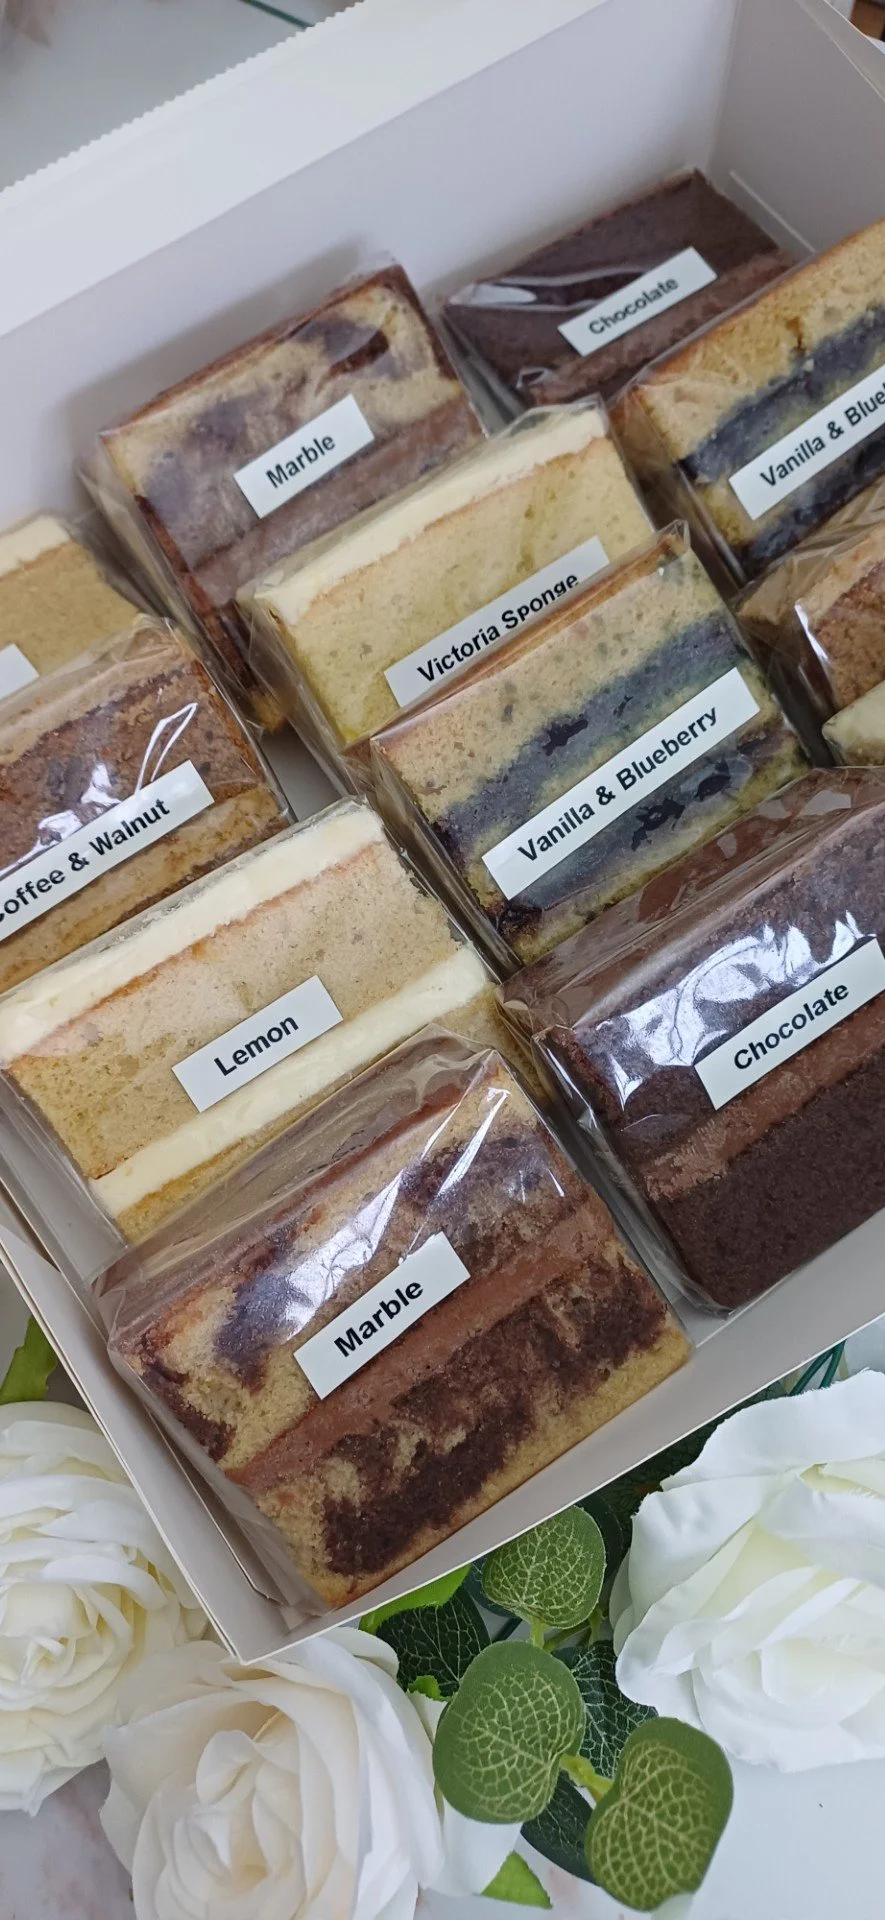 Chocolate
Marble
Vanilla & Blue
Victoria Sponge
Vanilla & Blueberry
Coffee & Walnut
Lemon
Chocolate
Marble